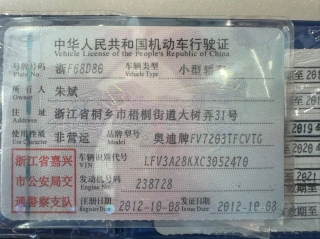 中华人民共和国机动车行驶证
Vehicle License of the People's Republic of China
号牌号码 浙F68D86 车辆类型 小型轿
Plate No. Vehicle Type
所有人 朱斌
Owner
住址 浙江省桐乡市梧桐街道大树弄31号
Address
使用性质 非营运 品牌型号 奥迪牌FV7203TFCVTG
Use Character Model
浙江省嘉兴 车辆识别代号 LFV3A28KXC3052470
VIN
市公安局交 发动机号码 238728
Engine No.
通警察支队 注册日期 2012-10-08 发证日期 2012-10-08
Register Date Issue Date